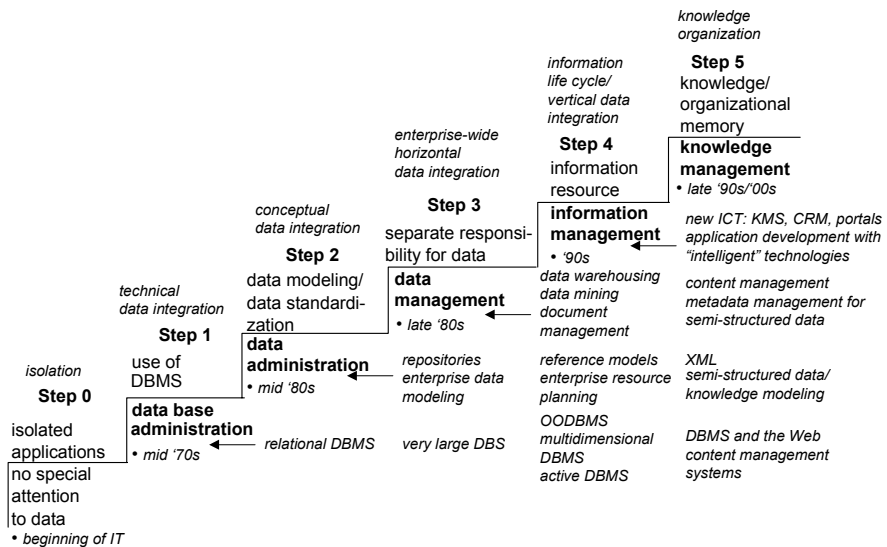 isolation
Step 0
isolated
applications
no special
attention
to data
• beginning of IT
technical
data integration
Step 1
use of
DBMS
data base
administration
• mid ‘70s
relational DBMS
very large DBS
OODBMS
multidimensional
DBMS
active DBMS
DBMS and the Web
content management
systems
conceptual
data integration
Step 2
data modeling/
data standardi-
zation
data
administration
• mid ‘80s
repositories
enterprise data
modeling
reference models
enterprise resource
planning
XML
semi-structured data/
knowledge modeling
enterprise-wide
horizontal
data integration
Step 3
separate responsi-
bility for data
data
management
• late ‘80s
data warehousing
data mining
document
management
content management
metadata management for
semi-structured data
information
life cycle/
vertical data
integration
Step 4
information
resource
information
management
• ‘90s
new ICT: KMS, CRM, portals
application development with
“intelligent” technologies
knowledge
organization
Step 5
knowledge/
organizational
memory
knowledge
management
• late ‘90s/‘00s